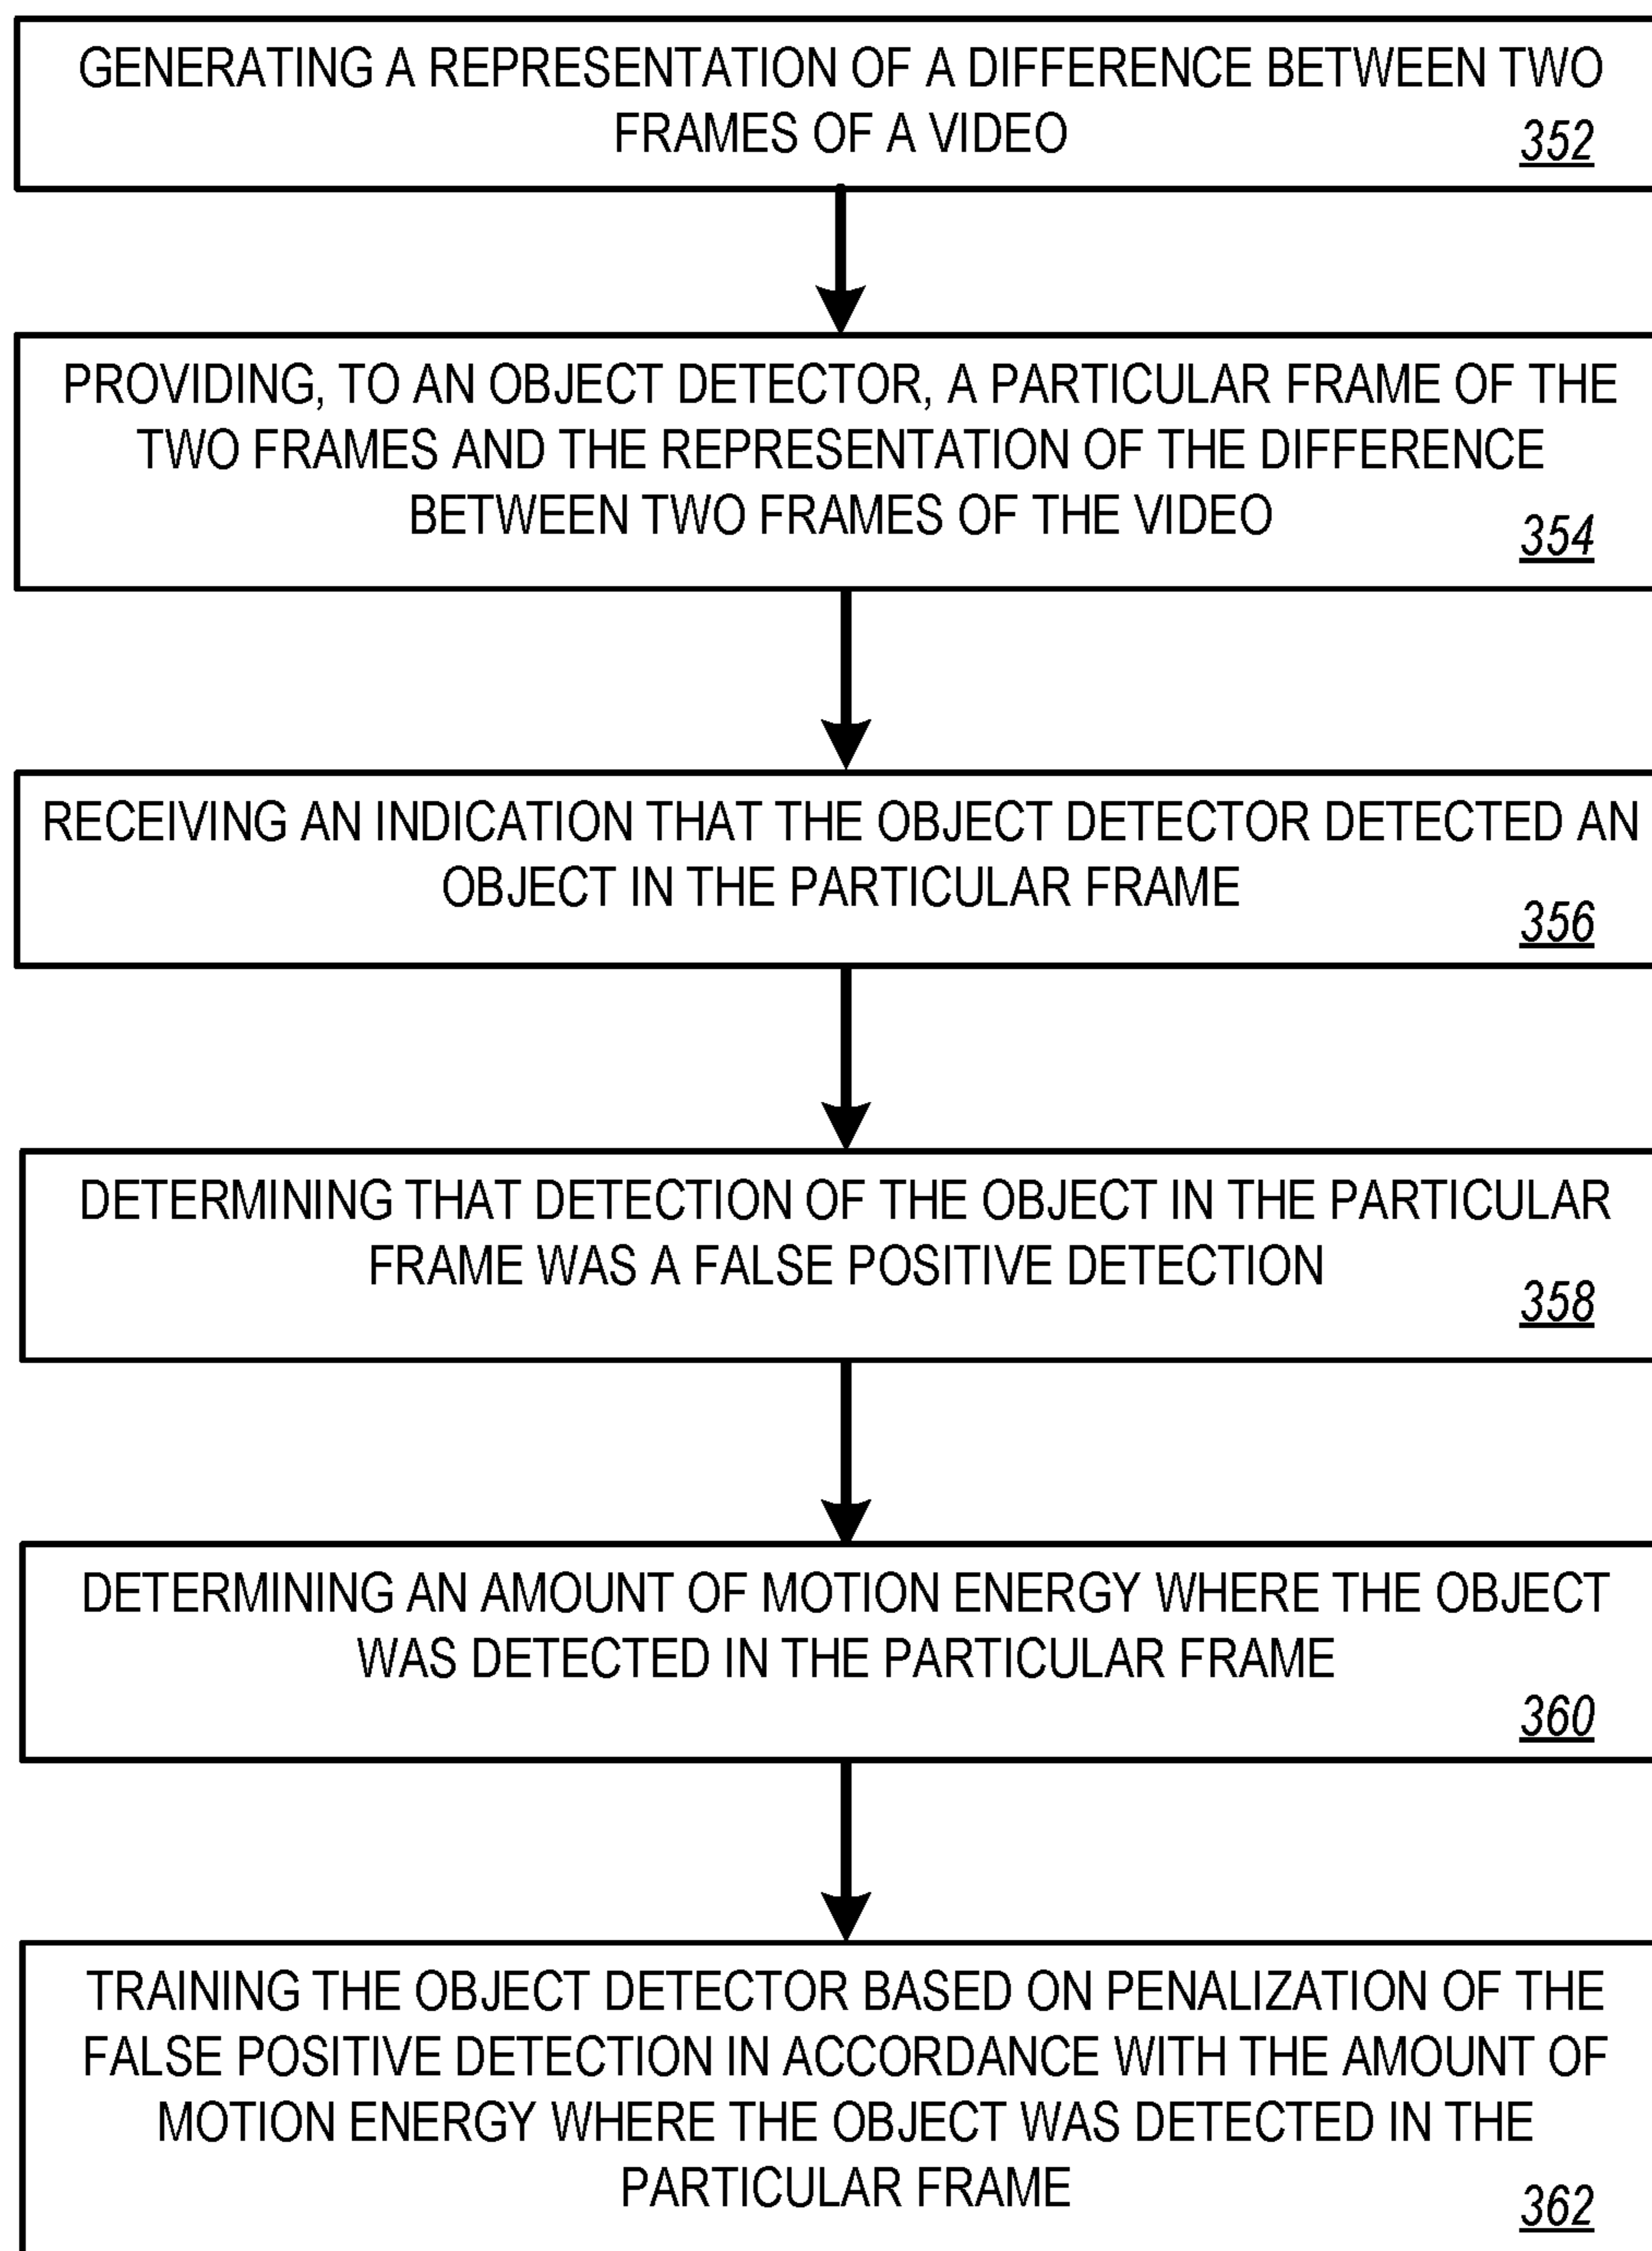 GENERATING A REPRESENTATION OF A DIFFERENCE BETWEEN TWO
FRAMES OF A VIDEO
352
PROVIDING, TO AN OBJECT DETECTOR, A PARTICULAR FRAME OF THE
TWO FRAMES AND THE REPRESENTATION OF THE DIFFERENCE
BETWEEN TWO FRAMES OF THE VIDEO
354
RECEIVING AN INDICATION THAT THE OBJECT DETECTOR DETECTED AN
OBJECT IN THE PARTICULAR FRAME
356
DETERMINING THAT DETECTION OF THE OBJECT IN THE PARTICULAR
FRAME WAS A FALSE POSITIVE DETECTION
358
DETERMINING AN AMOUNT OF MOTION ENERGY WHERE THE OBJECT
WAS DETECTED IN THE PARTICULAR FRAME
360
TRAINING THE OBJECT DETECTOR BASED ON PENALIZATION OF THE
FALSE POSITIVE DETECTION IN ACCORDANCE WITH THE AMOUNT OF
MOTION ENERGY WHERE THE OBJECT WAS DETECTED IN THE
PARTICULAR FRAME
362